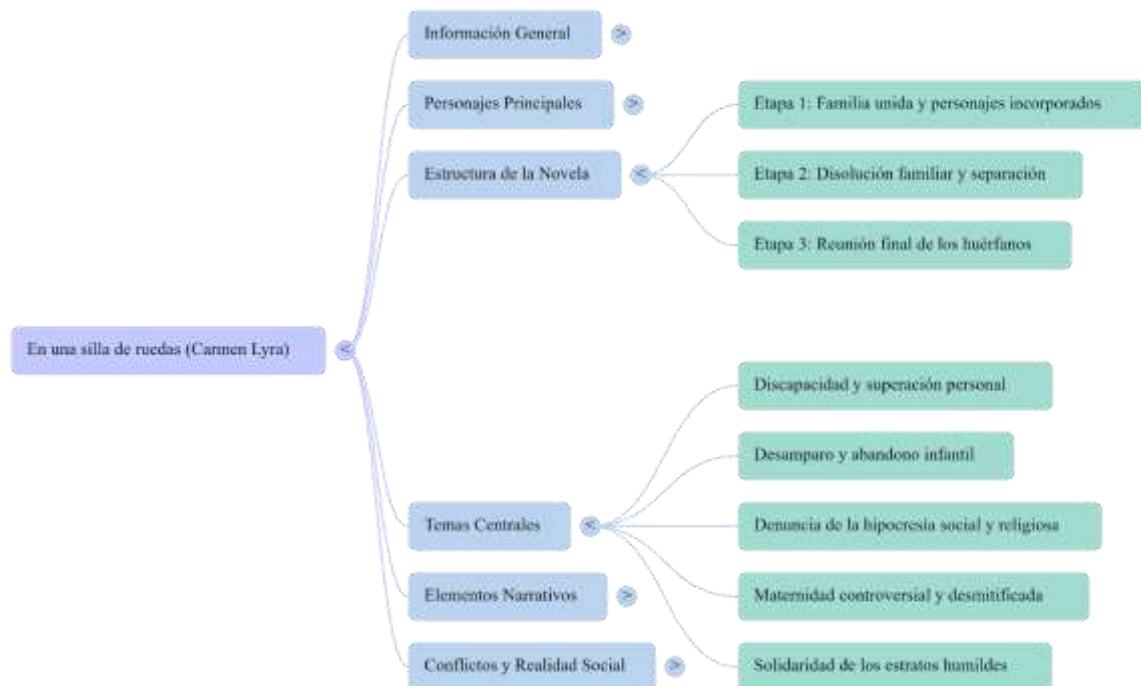 En una silla de ruedas (Carmen Lyra)
Información General
Personajes Principales
Estructura de la Novela
Etapa 1: Familia unida y personajes incorporados
Etapa 2: Disolución familiar y separación
Etapa 3: Reunión final de los huérfanos
Temas Centrales
Discapacidad y superación personal
Desamparo y abandono infantil
Denuncia de la hipocresía social y religiosa
Maternidad controversial y desmitificada
Solidaridad de los estratos humildes
Elementos Narrativos
Conflictos y Realidad Social